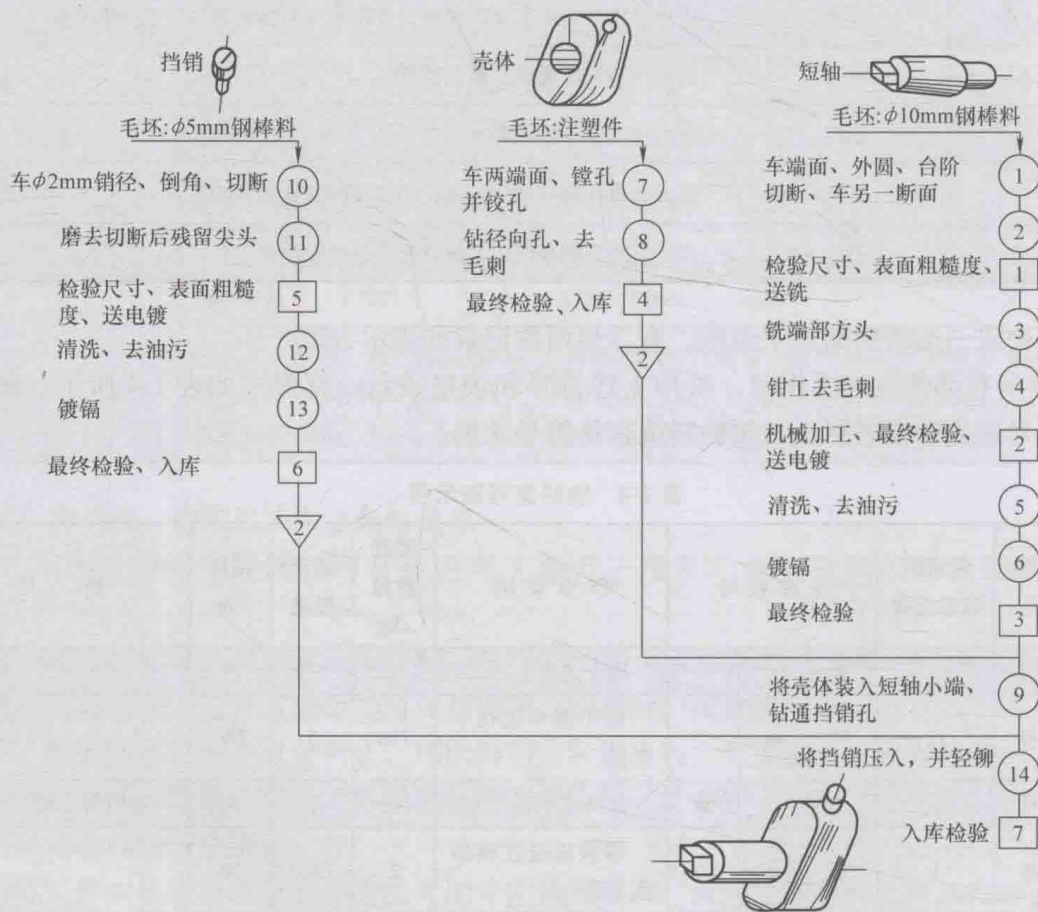 挡销
毛坯:ϕ5mm钢棒料
车ϕ2mm销径、倒角、切断
10
磨去切断后残留尖头
11
检验尺寸、表面粗糙
度、送电镀
5
清洗、去油污
12
镀镉
13
最终检验、入库
6
2
壳体
毛坯:注塑件
车两端面、镗孔
并铰孔
7
钻径向孔、去
毛刺
8
最终检验、入库
4
2
短轴
毛坯:ϕ10mm钢棒料
车端面、外圆、台阶
切断、车另一断面
1
2
检验尺寸、表面粗糙度、
送铣
1
铣端部方头
3
钳工去毛刺
4
机械加工、最终检验、
送电镀
2
清洗、去油污
5
镀镉
6
最终检验
3
将壳体装入短轴小端、
钻通挡销孔
9
将挡销压入，并轻铆
14
入库检验
7